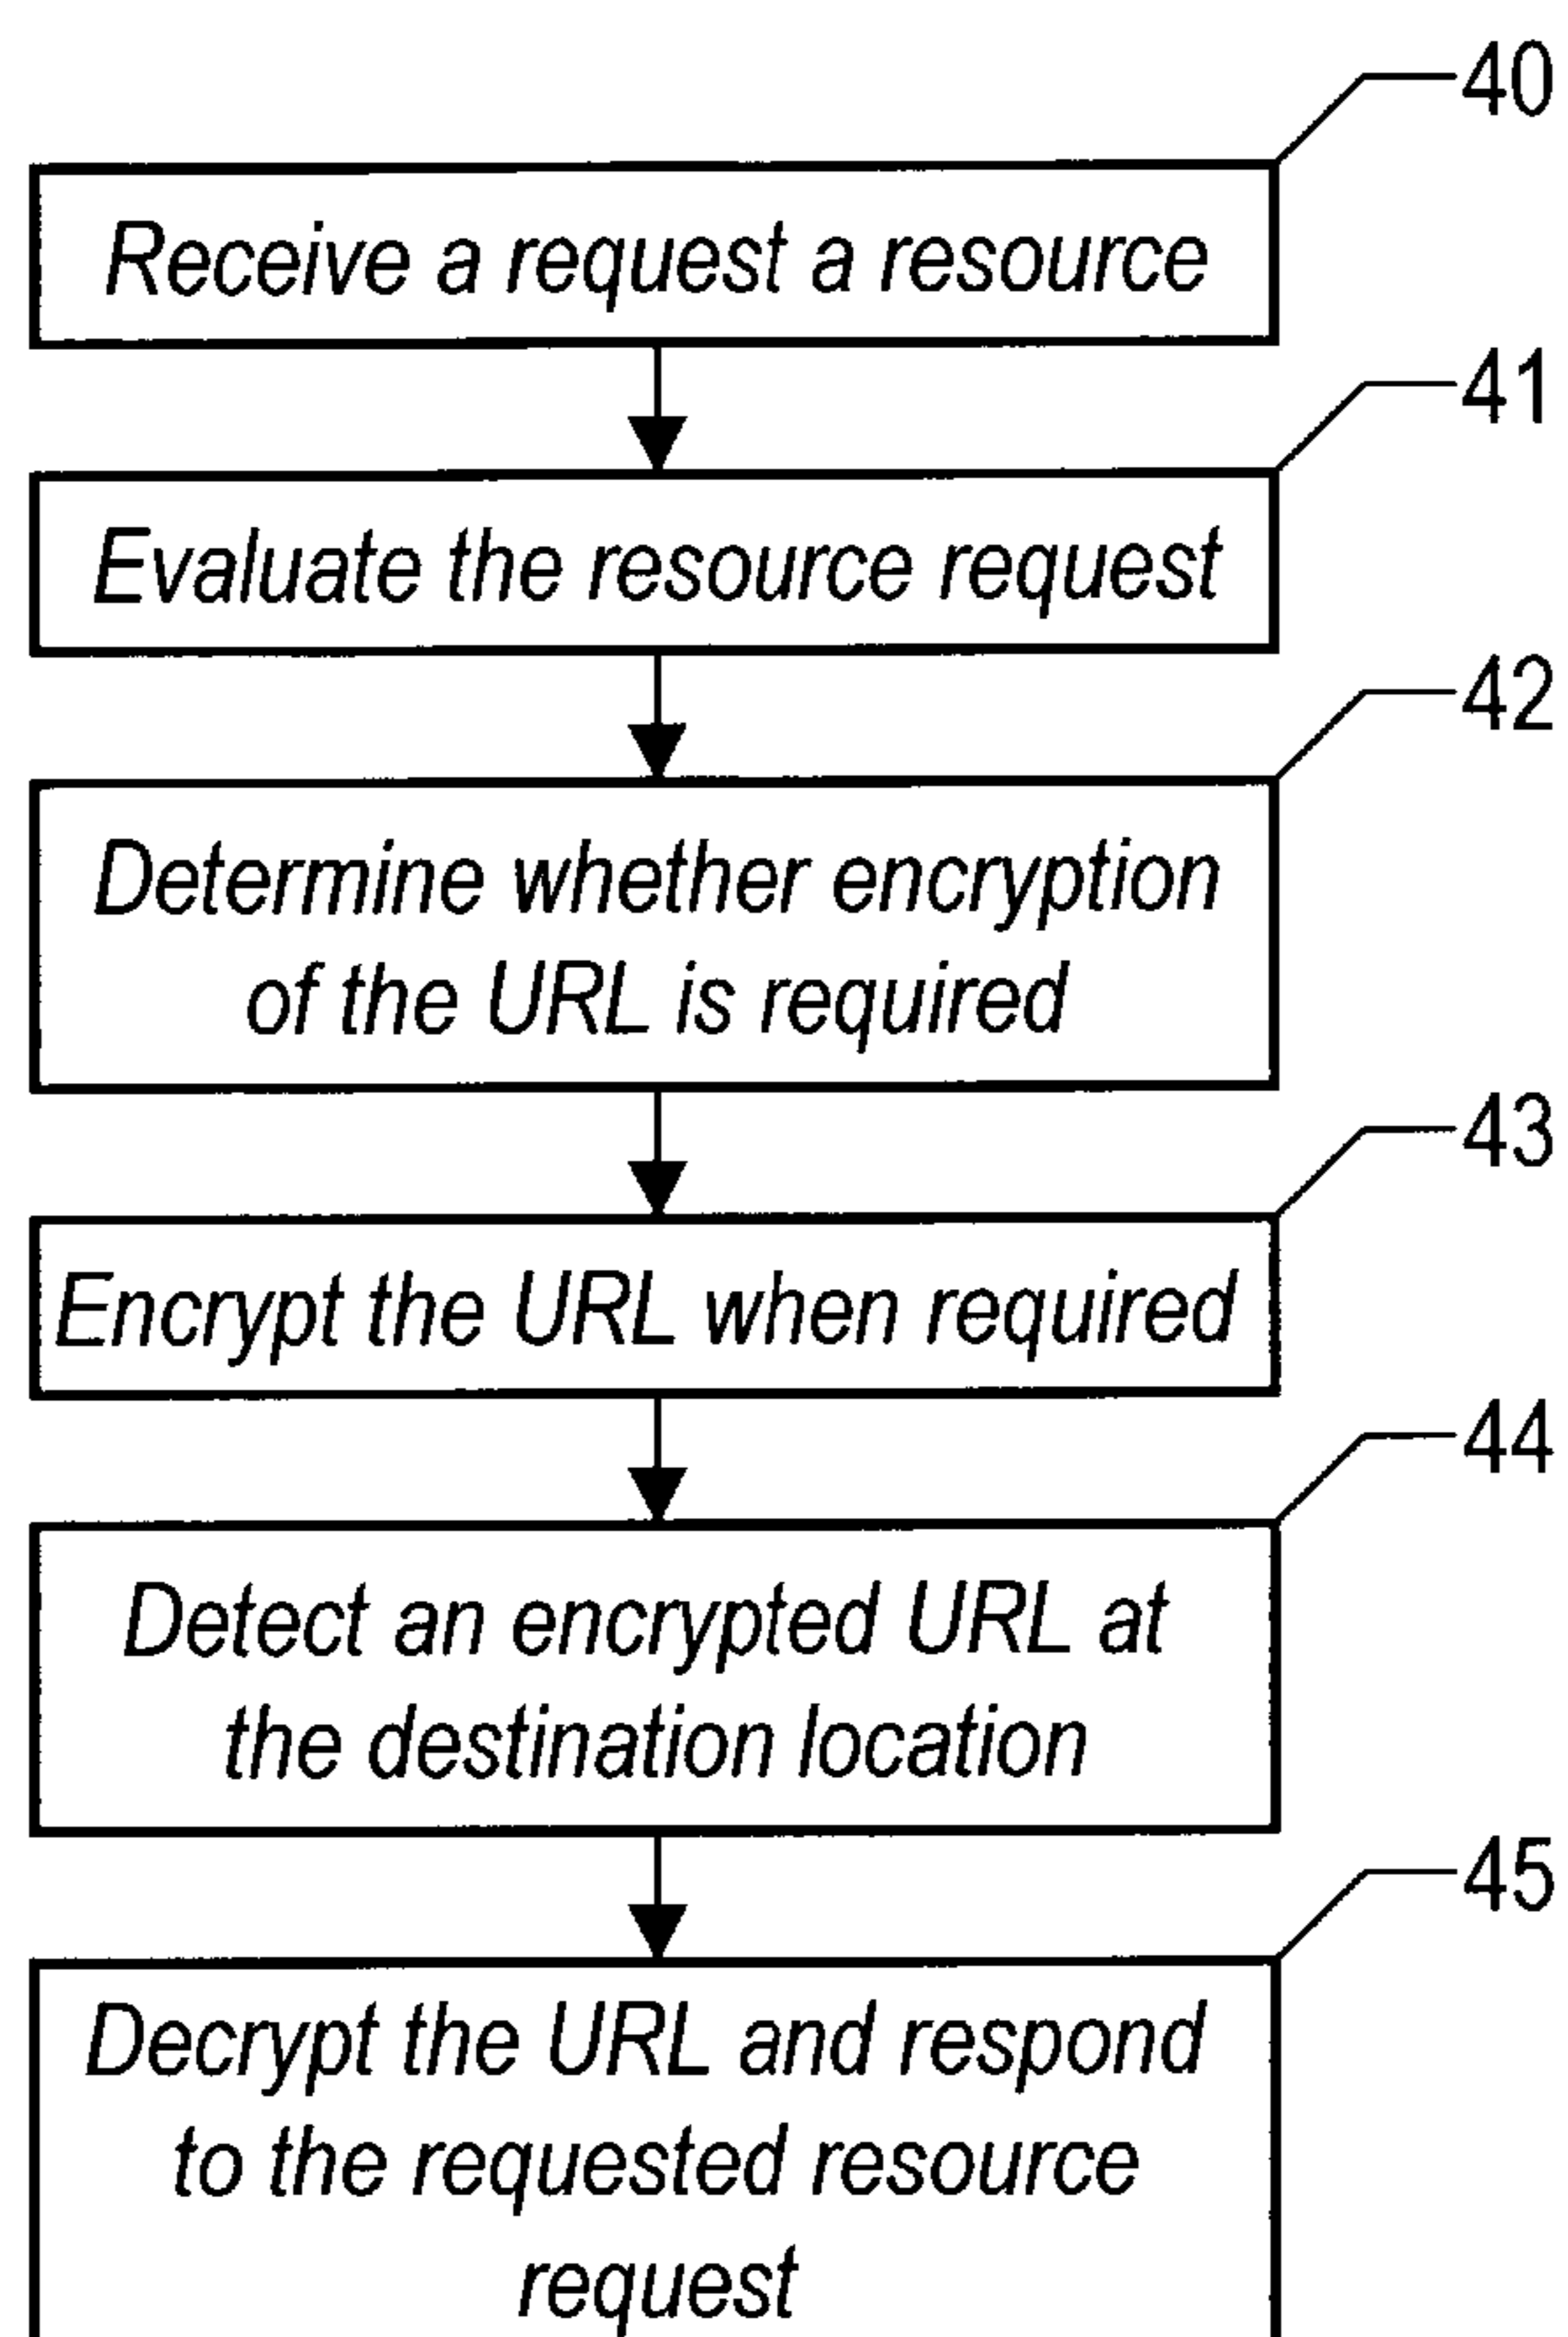 40
Receive a request a resource
41
Evaluate the resource request
42
Determine whether encryption
of the URL is required
43
Encrypt the URL when required
44
Detect an encrypted URL at
the destination location
45
Decrypt the URL and respond
to the requested resource
request